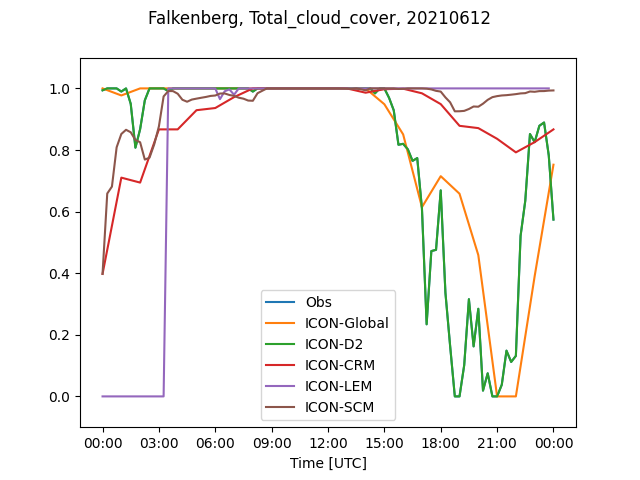 Falkenberg, Total_cloud_cover, 20210612
1.0
0.8
0.6
0.4
0.2
0.0
Obs
ICON-Global
ICON-D2
ICON-CRM
ICON-LEM
ICON-SCM
00:00 03:00 06:00 09:00 12:00 15:00 18:00 21:00 00:00
Time [UTC]